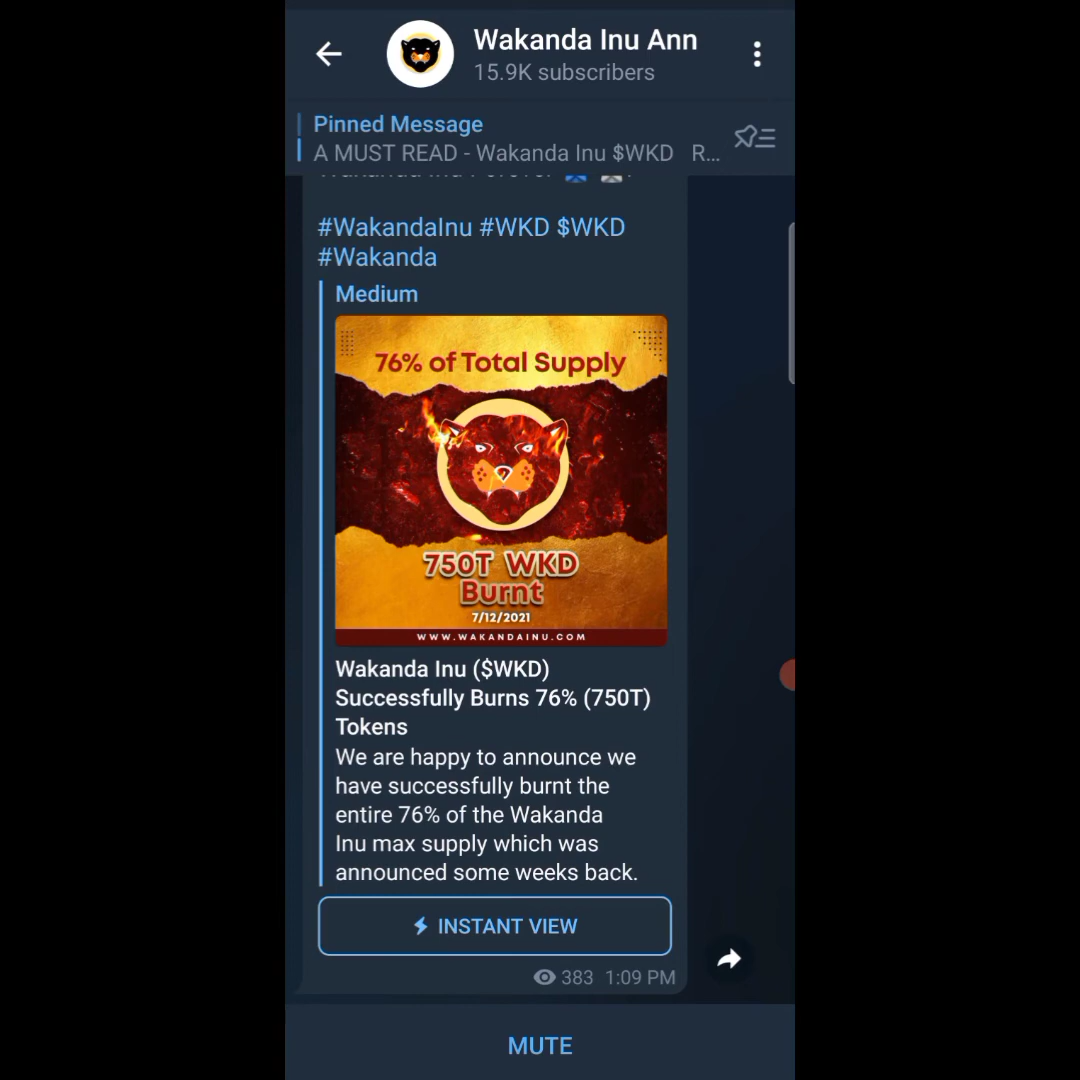 Wakanda Inu Ann
15.9K subscribers
Pinned Message
A MUST READ - Wakanda Inu $WKD R...
#WakandaInu #WKD $WKD
#Wakanda
Medium
76% of Total Supply
750T WKD
Burnt
7/12/2021
WWW.WAKANDAINU.COM
Wakanda Inu ($WKD)
Successfully Burns 76% (750T)
Tokens
We are happy to announce we
have successfully burnt the
entire 76% of the Wakanda
Inu max supply which was
announced some weeks back.
INSTANT VIEW
383 1:09 PM
MUTE